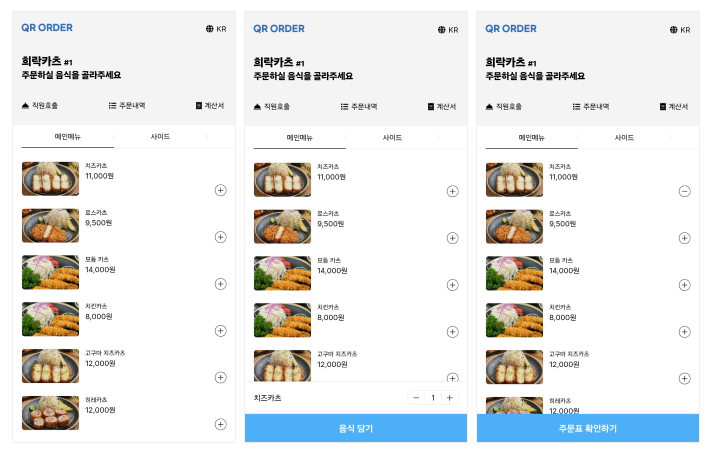 QR ORDER
KR
희락카츠 #1
주문하실 음식을 골라주세요
직원호출
주문내역
계산서
메인메뉴
사이드
치즈카츠
11,000원
로스카츠
9,500원
모둠 카츠
14,000원
치킨카츠
8,000원
고구마 치즈카츠
12,000원
히레카츠
12,000원
QR ORDER
KR
희락카츠 #1
주문하실 음식을 골라주세요
직원호출
주문내역
계산서
메인메뉴
사이드
치즈카츠
11,000원
로스카츠
9,500원
모둠 카츠
14,000원
치킨카츠
8,000원
고구마 치즈카츠
12,000원
치즈카츠
1
음식 담기
QR ORDER
KR
희락카츠 #1
주문하실 음식을 골라주세요
직원호출
주문내역
계산서
메인메뉴
사이드
치즈카츠
11,000원
로스카츠
9,500원
모둠 카츠
14,000원
치킨카츠
8,000원
고구마 치즈카츠
12,000원
히레카츠
12,000원
주문표 확인하기